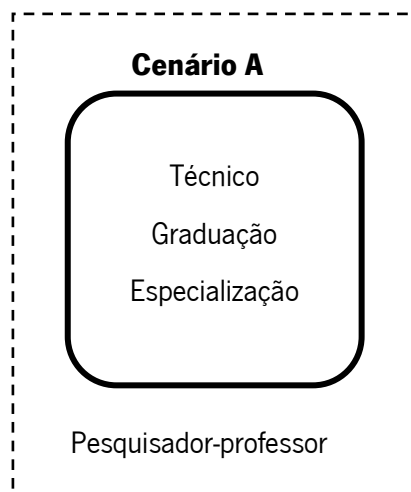 Cenário A
Técnico
Graduação
Especialização
Pesquisador-professor